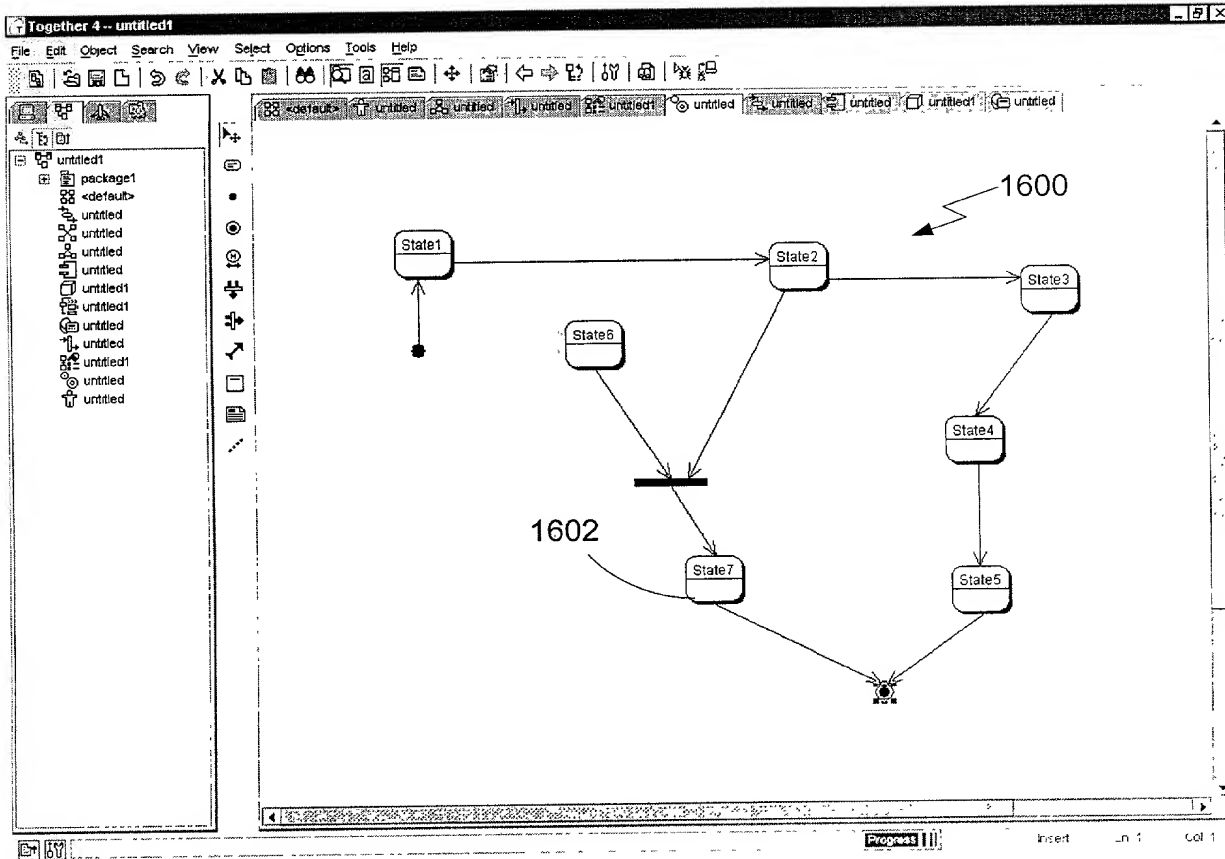 Together 4 -- untitled1
File Edit Object Search View Select Options Tools Help
<default> untitled untitled untitled untitled1 untitled untitled untitled untitled1 untitled
untitled1
package1
<default>
untitled
untitled
untitled
untitled
untitled1
untitled1
untitled
untitled
untitled1
untitled
untitled
1600
State1
State2
State3
State6
State4
1602
State7
State5
Progress
Insert Ln 1 Col 1